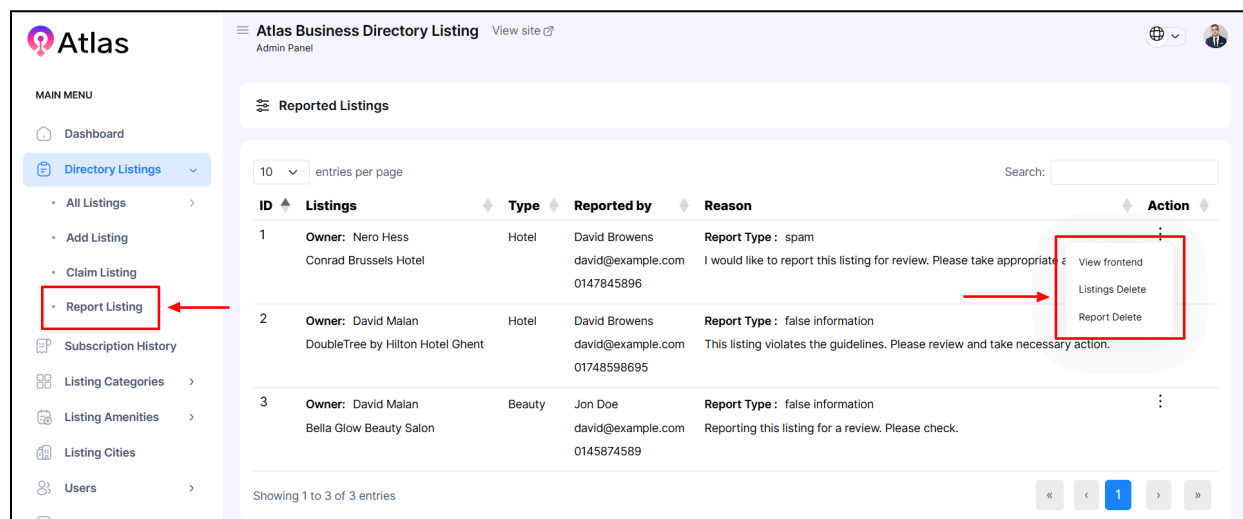 Atlas
Atlas Business Directory Listing View site
Admin Panel
MAIN MENU
Dashboard
Directory Listings
All Listings
Add Listing
Claim Listing
Report Listing
Subscription History
Listing Categories
Listing Amenities
Listing Cities
Users
Reported Listings
10 entries per page Search:
ID Listings Type Reported by Reason Action
1 Owner: Nero Hess Hotel David Browens Report Type : spam
Conrad Brussels Hotel david@example.com I would like to report this listing for review. Please take appropriate
0147845896
View frontend
Listings Delete
Report Delete
2 Owner: David Malan Hotel David Browens Report Type : false information
DoubleTree by Hilton Hotel Ghent david@example.com This listing violates the guidelines. Please review and take necessary action.
01748598695
3 Owner: David Malan Beauty Jon Doe Report Type : false information
Bella Glow Beauty Salon david@example.com Reporting this listing for a review. Please check.
0145874589
Showing 1 to 3 of 3 entries « ‹ 1 › »